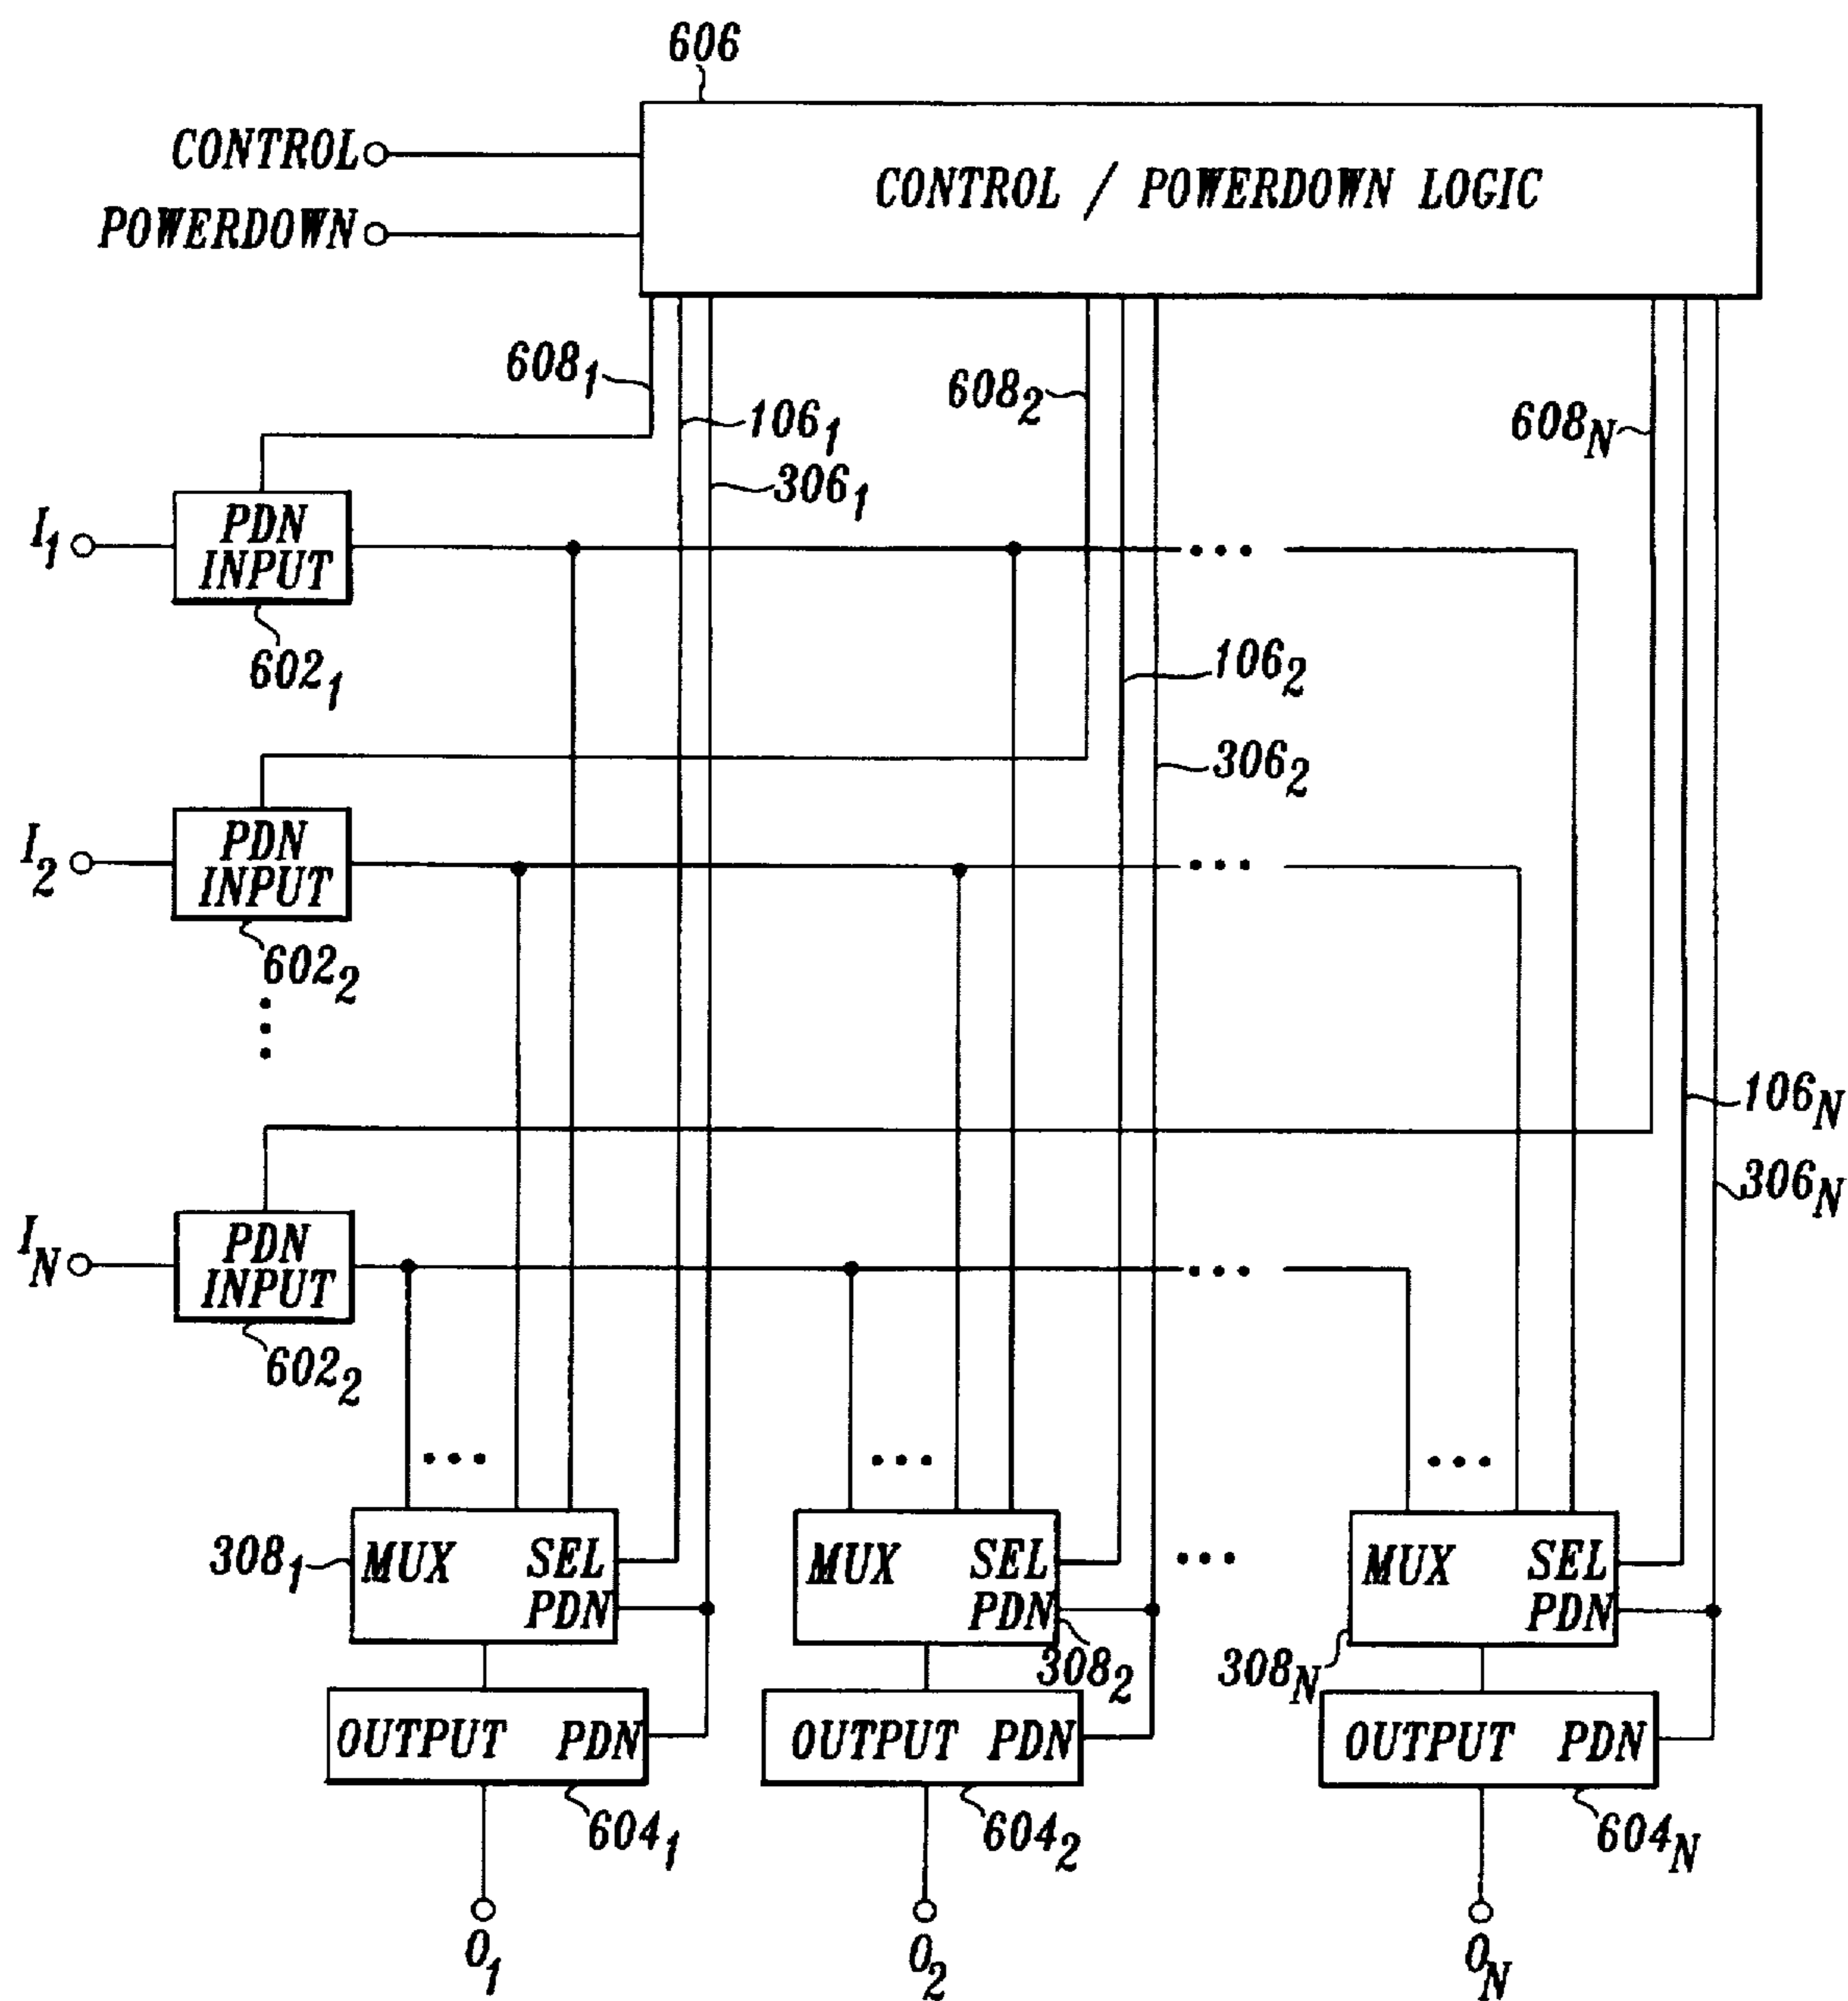 606
CONTROL
CONTROL / POWERDOWN LOGIC
POWERDOWN
608₁
608₂
608N
106₁
306₁
I₁
PDN
INPUT
602₁
106₂
306₂
I₂
PDN
INPUT
602₂
...
...
106N
306N
IN
PDN
INPUT
602₂
...
...
...
...
308₁
MUX
SEL
PDN
MUX
SEL
PDN
...
MUX
SEL
PDN
308₂
308N
OUTPUT PDN
OUTPUT PDN
OUTPUT PDN
604₁
604₂
604N
O₁
O₂
ON